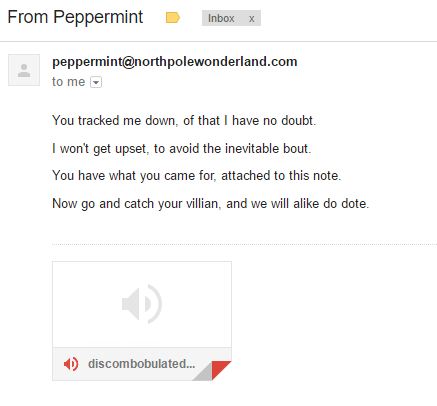 From Peppermint
Inbox x
peppermint@northpolewonderland.com
to me
You tracked me down, of that I have no doubt.
I won't get upset, to avoid the inevitable bout.
You have what you came for, attached to this note.
Now go and catch your villian, and we will alike do dote.
discombobulated...